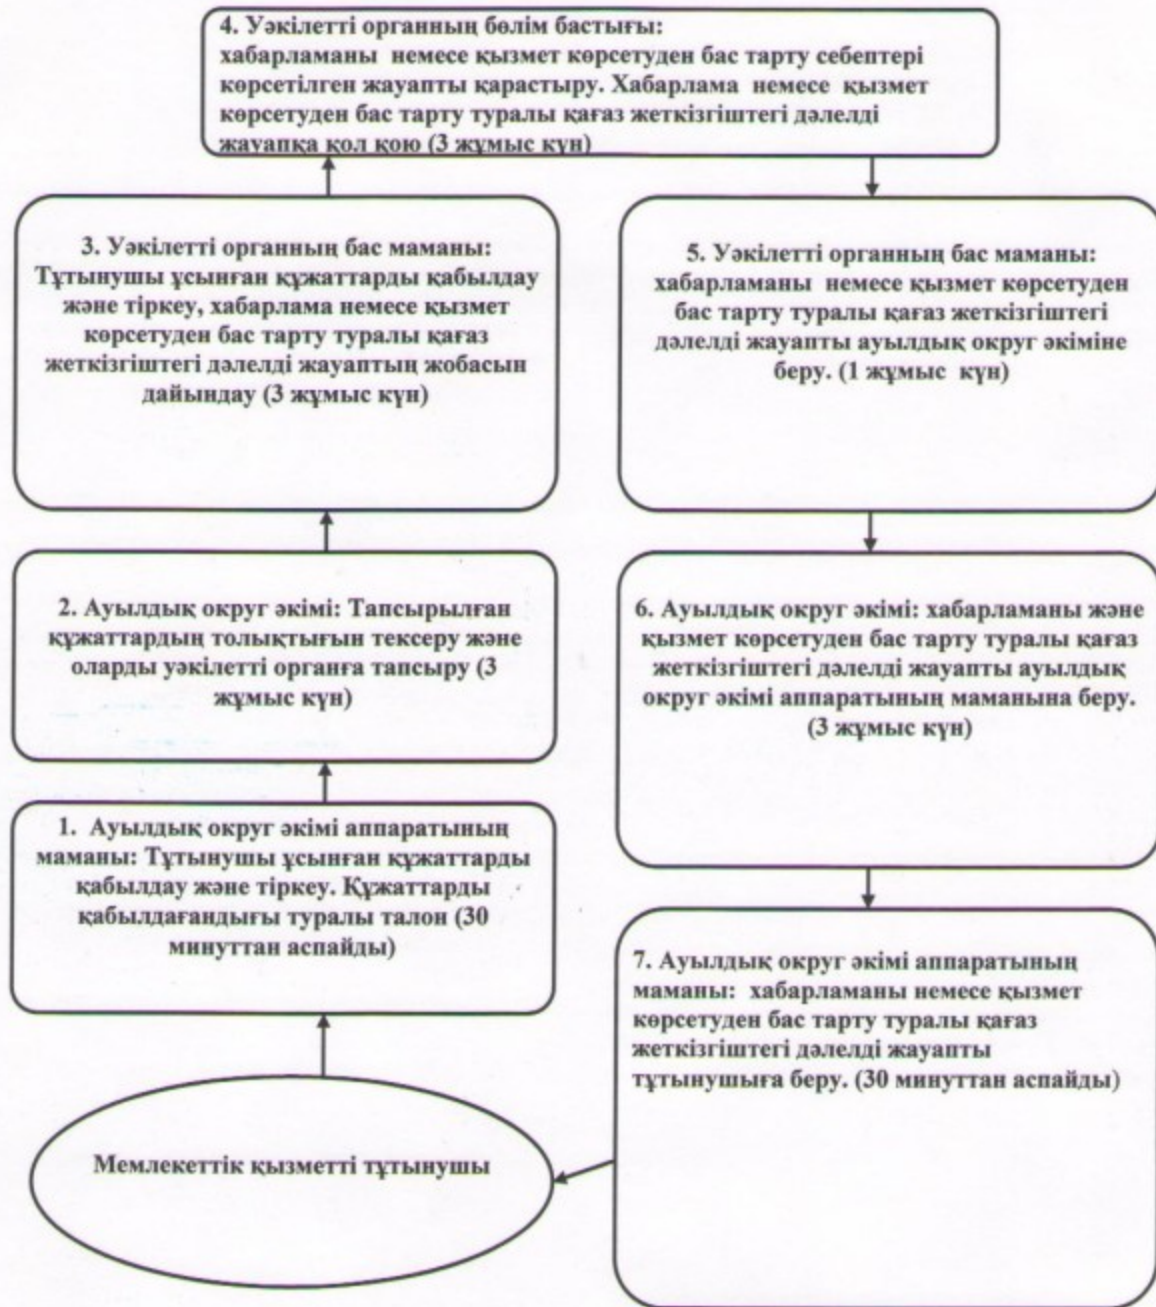 4. Уәкілетті органның бөлім бастығы:
хабарламаны немесе қызмет көрсетуден бас тарту себептері
көрсетілген жауапты қарастыру. Хабарлама немесе қызмет
көрсетуден бас тарту туралы қағаз жеткізгіштегі дәлелді
жауапқа қол қою (3 жұмыс күн)
3. Уәкілетті органның бас маманы:
Тұтынушы ұсынған құжаттарды қабылдау
және тіркеу, хабарлама немесе қызмет
көрсетуден бас тарту туралы қағаз
жеткізгіштегі дәлелді жауаптың жобасын
дайындау (3 жұмыс күн)
5. Уәкілетті органның бас маманы:
хабарламаны немесе қызмет көрсетуден
бас тарту туралы қағаз жеткізгіштегі
дәлелді жауапты ауылдық округ әкіміне
беру. (1 жұмыс күн)
2. Ауылдық округ әкімі: Тапсырылған
құжаттардың толықтығын тексеру және
оларды уәкілетті органға тапсыру (3
жұмыс күн)
6. Ауылдық округ әкімі: хабарламаны және
қызмет көрсетуден бас тарту туралы қағаз
жеткізгіштегі дәлелді жауапты ауылдық
округ әкімі аппаратының маманына беру.
(3 жұмыс күн)
1. Ауылдық округ әкімі аппаратының
маманы: Тұтынушы ұсынған құжаттарды
қабылдау және тіркеу. Құжаттарды
қабылдағандығы туралы талон (30
минуттан аспайды)
7. Ауылдық округ әкімі аппаратының
маманы: хабарламаны немесе қызмет
көрсетуден бас тарту туралы қағаз
жеткізгіштегі дәлелді жауапты
тұтынушыға беру. (30 минуттан аспайды)
Мемлекеттік қызметті тұтынушы